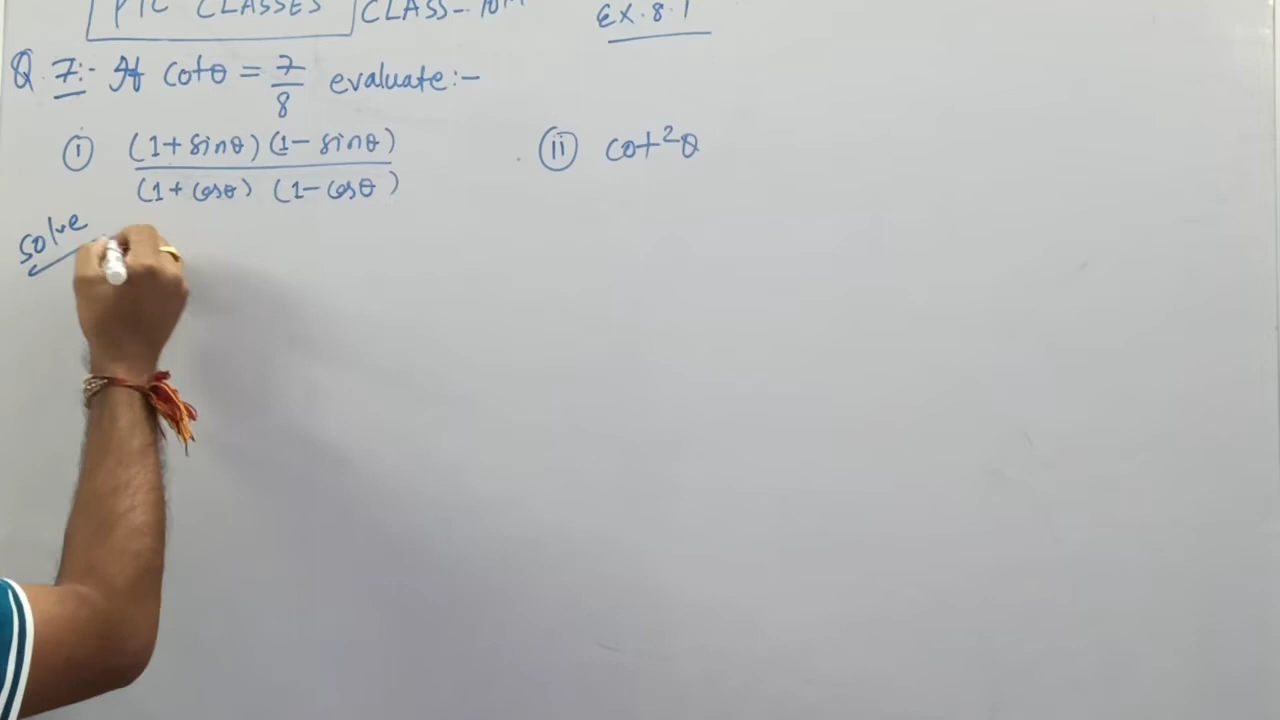 PTC CLASSES CLASS-10th EX.8.1
Q.7:- If cotθ = 7/8 evaluate:-
(i) (1+sinθ)(1-sinθ)/(1+cosθ)(1-cosθ) (ii) cot²θ
Solve